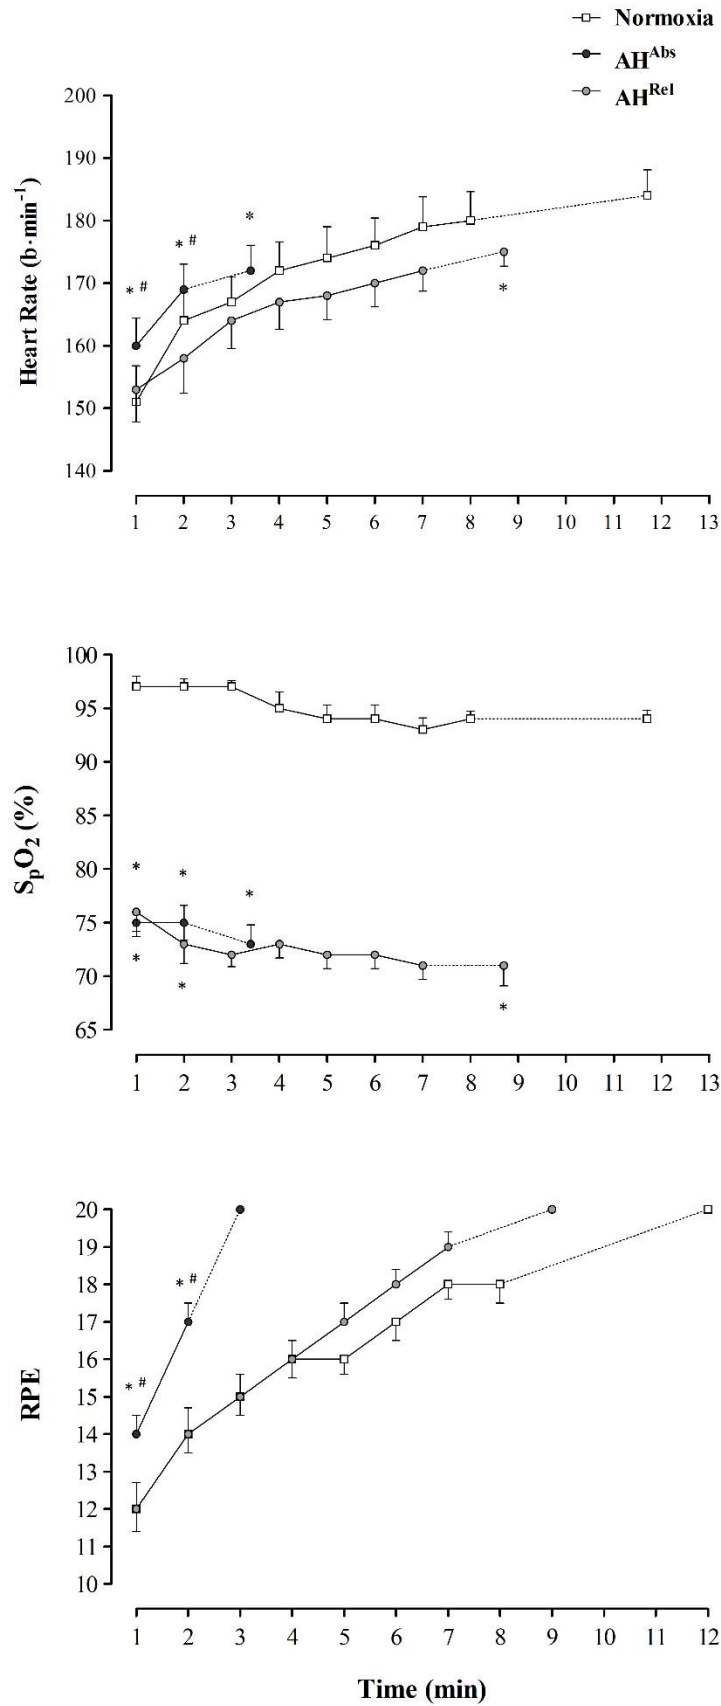 Normoxia
AH^Abs
AH^Rel
Heart Rate (b·min⁻¹)
200
190
180
170
160
150
140
* #
* #
*
*
1 2 3 4 5 6 7 8 9 10 11 12 13
SpO₂ (%)
100
95
90
85
80
75
70
65
* * *
* * *
1 2 3 4 5 6 7 8 9 10 11 12 13
RPE
20
19
18
17
16
15
14
13
12
11
10
* #
* #
1 2 3 4 5 6 7 8 9 10 11 12
Time (min)